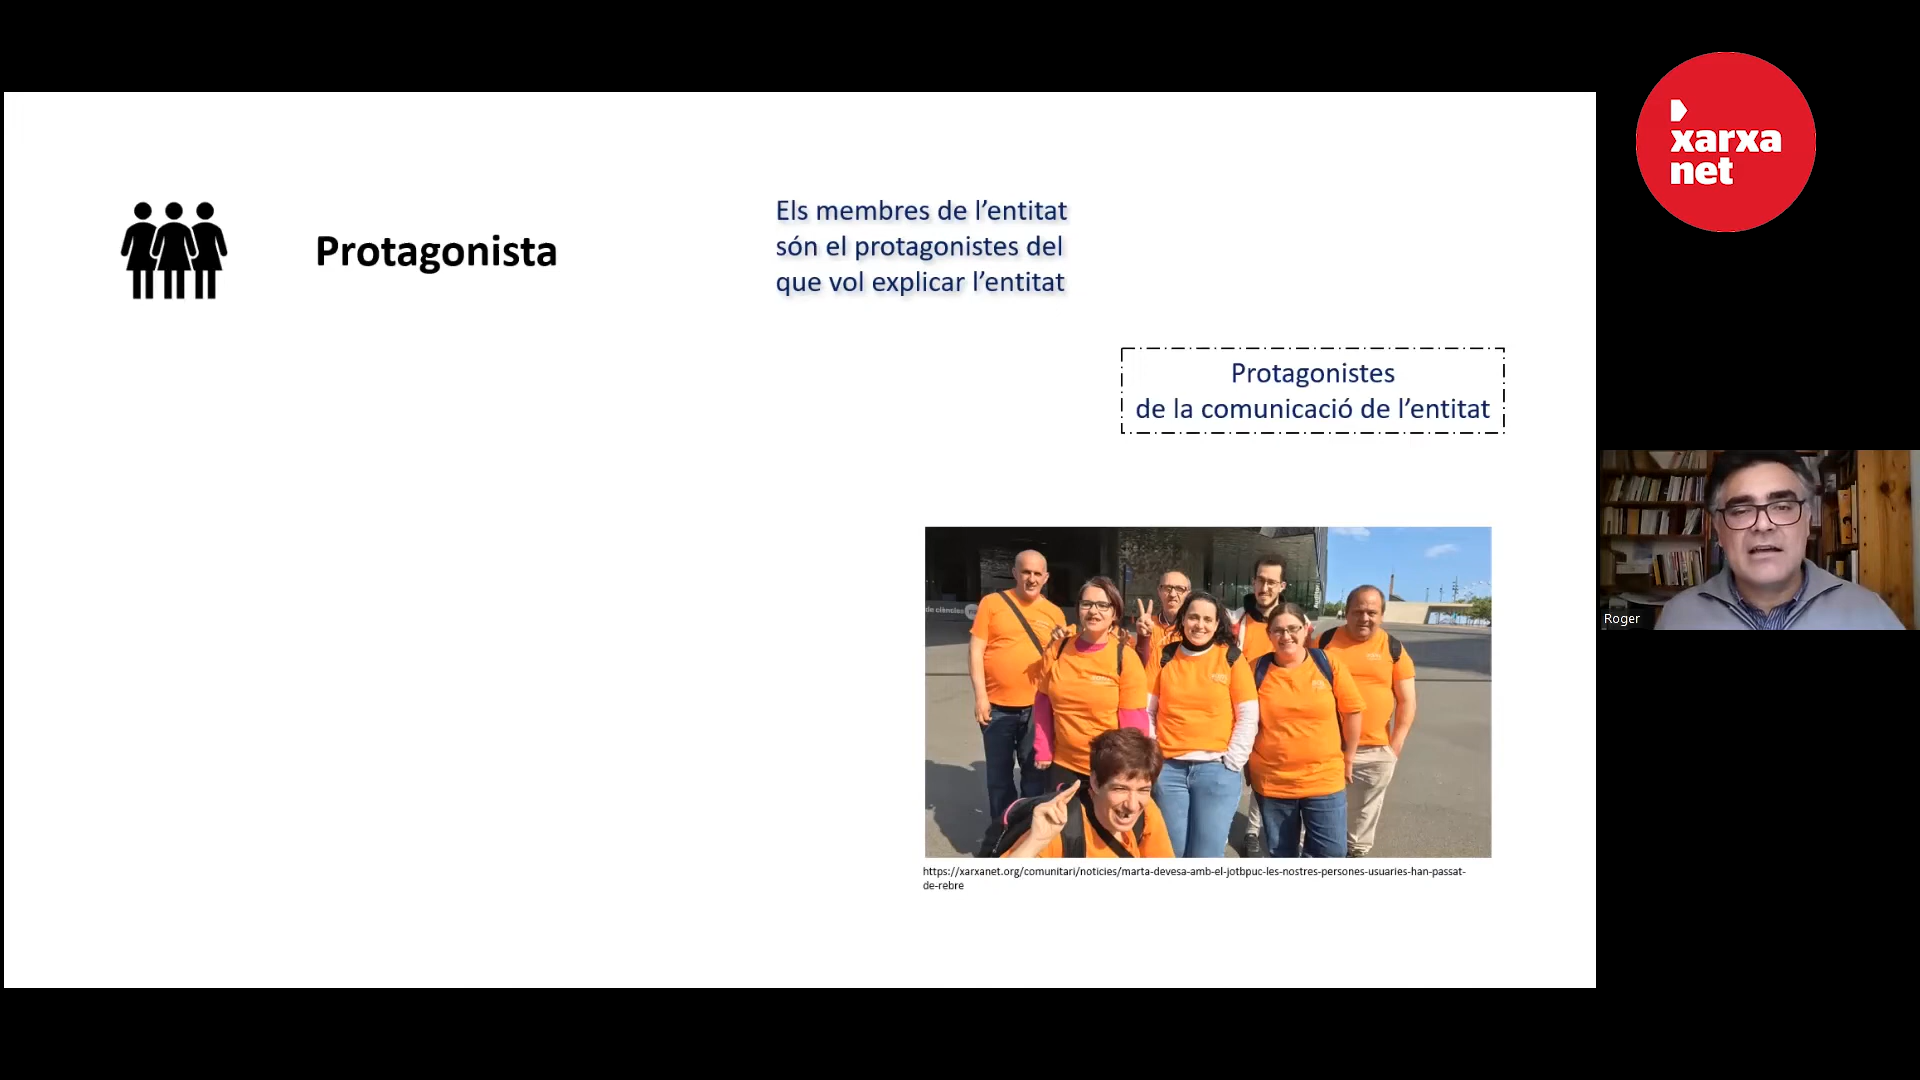 xarxa
net
Protagonista
Els membres de l’entitat
són el protagonistes del
que vol explicar l’entitat
Protagonistes
de la comunicació de l’entitat
de ciències
Roger
https://xarxanet.org/comunitari/noticies/marta-devesa-amb-el-jotbpuc-les-nostres-persones-usuaries-han-passat-
de-rebre